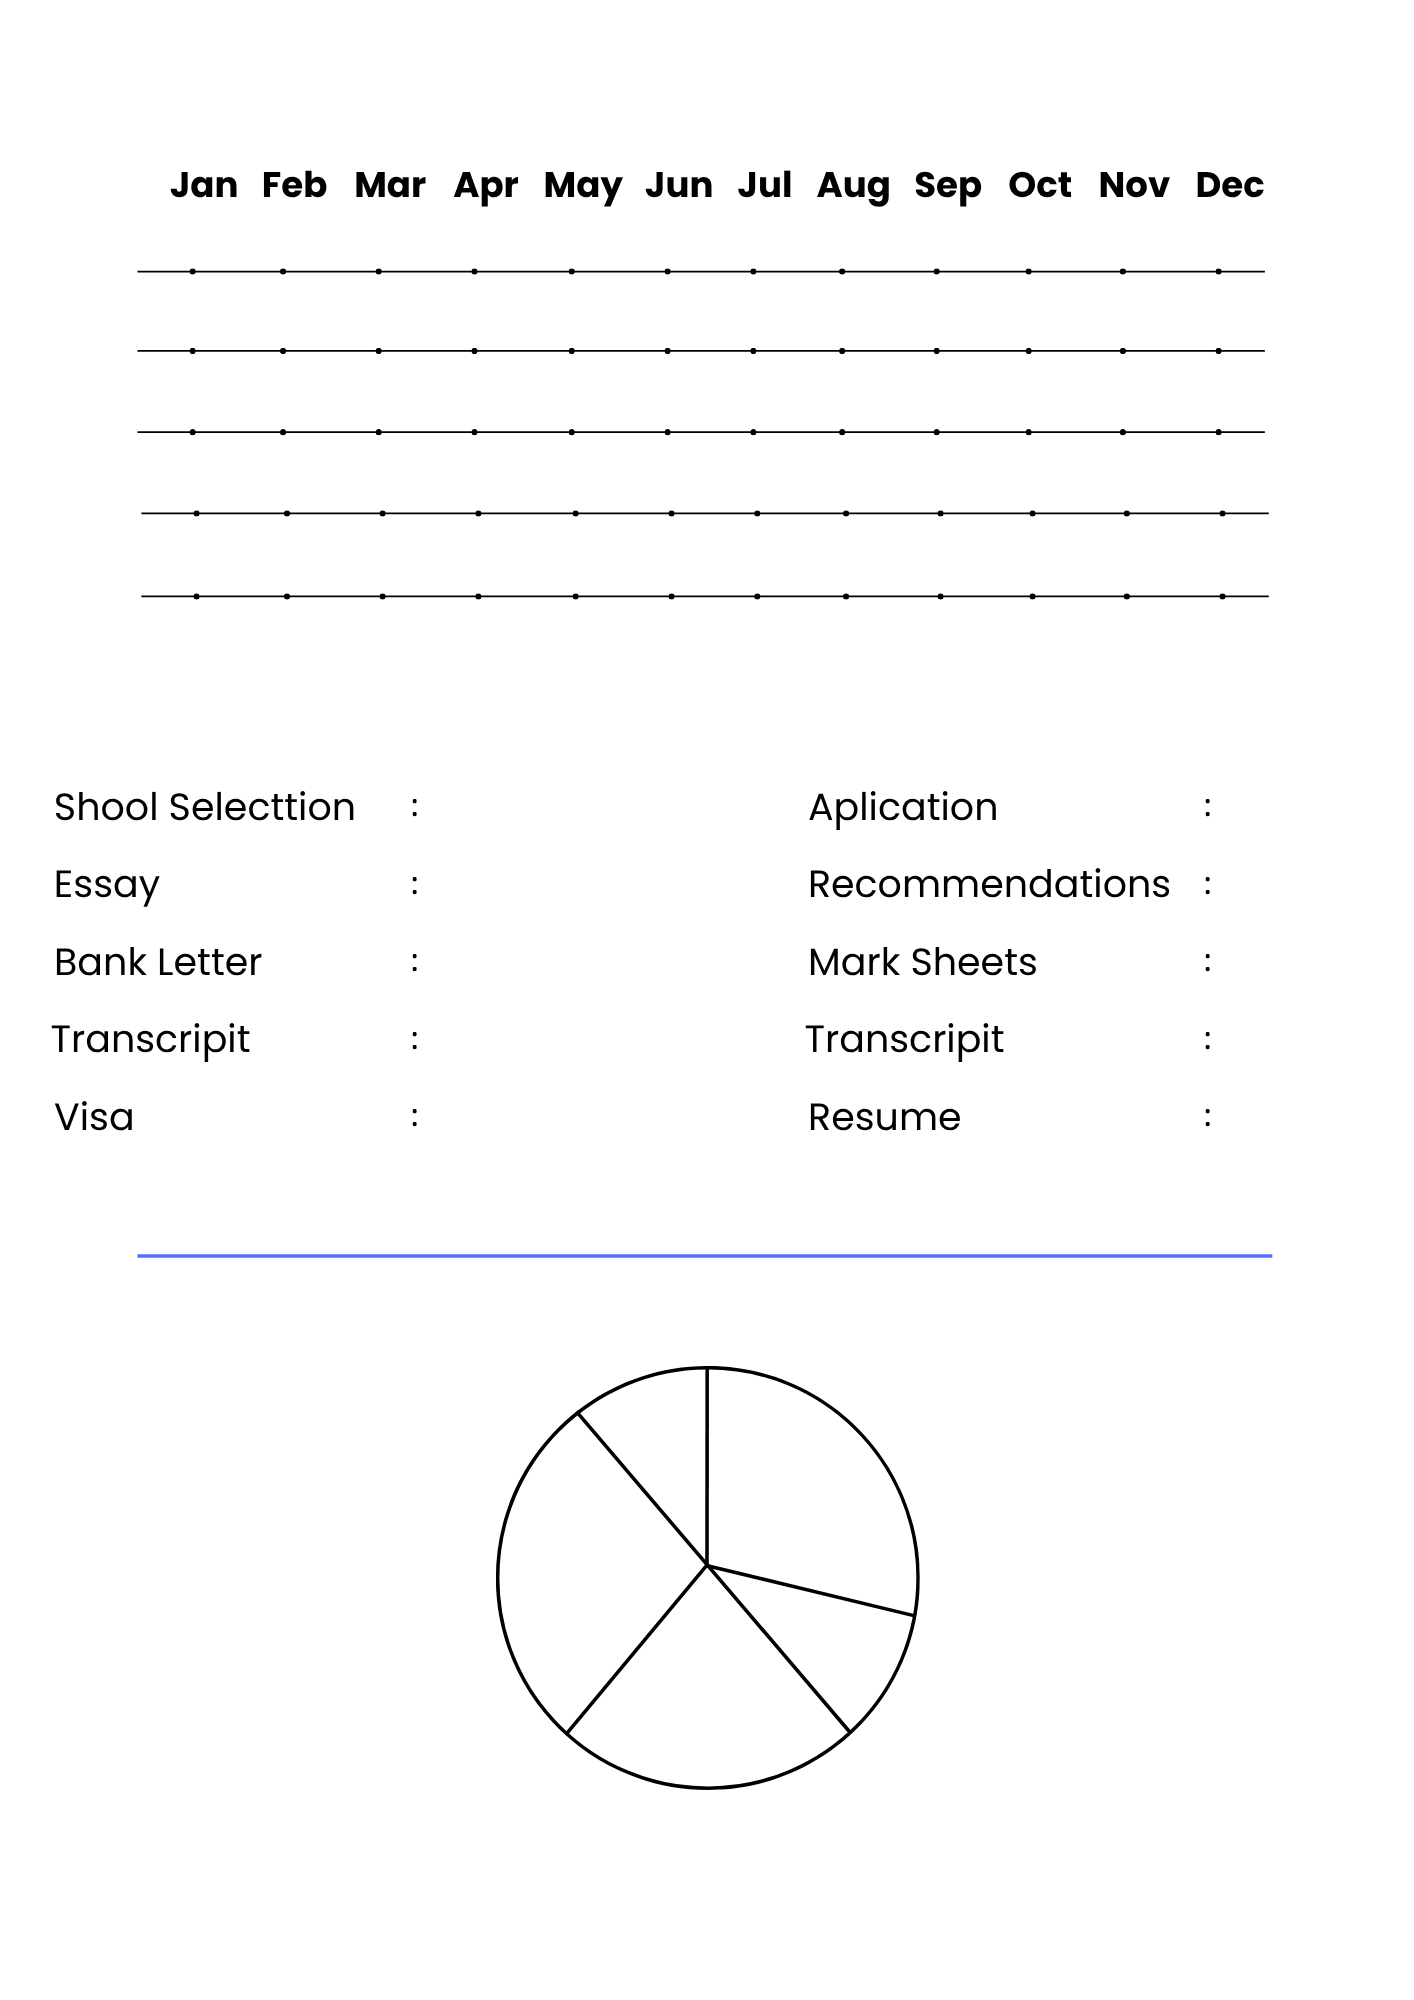 Jan Feb Mar Apr May Jun Jul Aug Sep Oct Nov Dec
Shool Selecttion :
Essay :
Bank Letter :
Transcripit :
Visa :
Aplication :
Recommendations :
Mark Sheets :
Transcripit :
Resume :